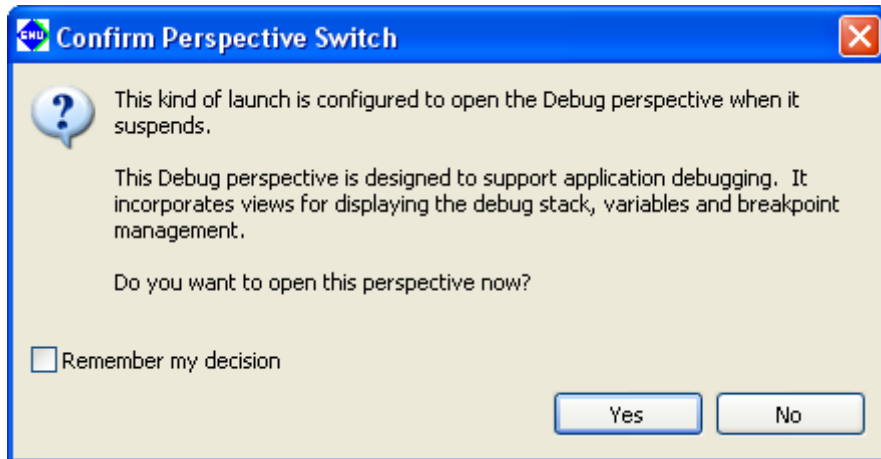 GNU Confirm Perspective Switch
This kind of launch is configured to open the Debug perspective when it
suspends.
This Debug perspective is designed to support application debugging. It
incorporates views for displaying the debug stack, variables and breakpoint
management.
Do you want to open this perspective now?
Remember my decision
Yes No